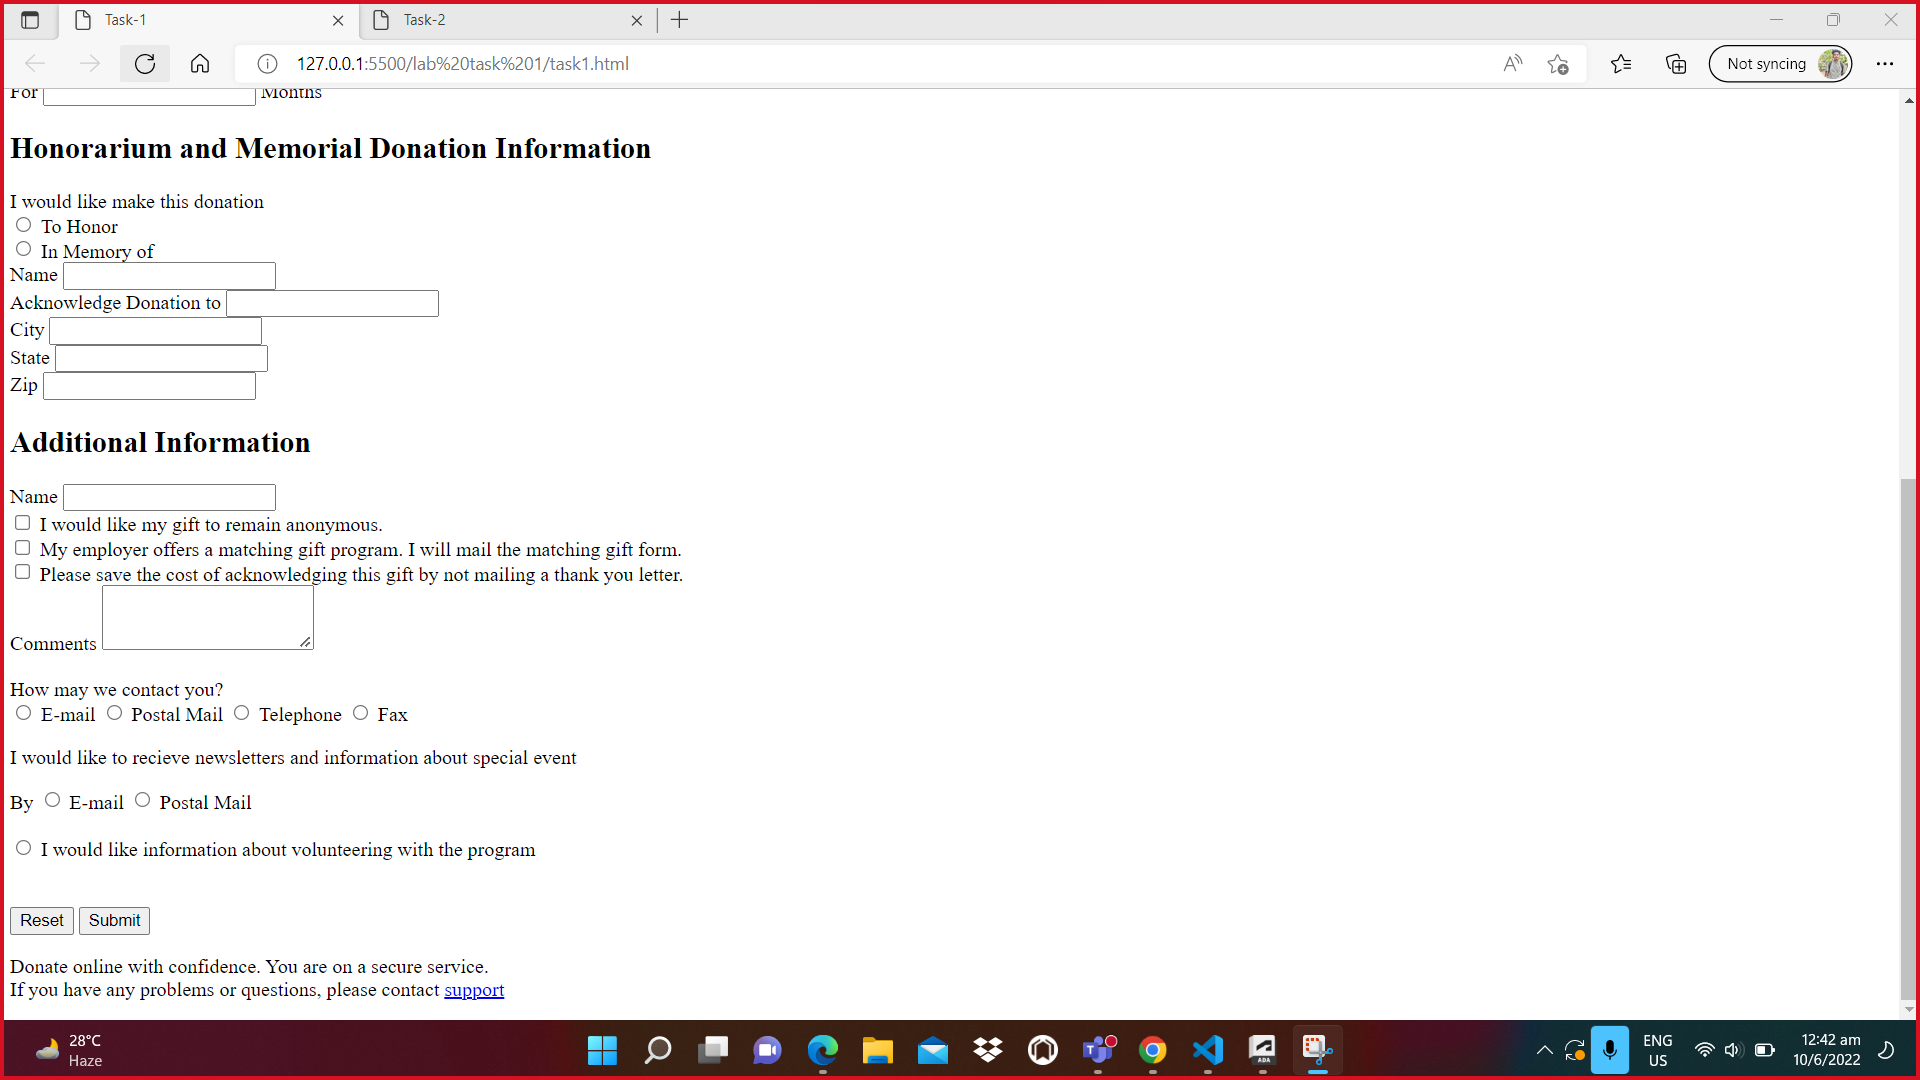 Task-1
Task-2
127.0.0.1:5500/lab%20task%201/task1.html
Not syncing
For Months
Honorarium and Memorial Donation Information
I would like make this donation
To Honor
In Memory of
Name
Acknowledge Donation to
City
State
Zip
Additional Information
Name
I would like my gift to remain anonymous.
My employer offers a matching gift program. I will mail the matching gift form.
Please save the cost of acknowledging this gift by not mailing a thank you letter.
Comments
How may we contact you?
E-mail Postal Mail Telephone Fax
I would like to recieve newsletters and information about special event
By E-mail Postal Mail
I would like information about volunteering with the program
Reset Submit
Donate online with confidence. You are on a secure service.
If you have any problems or questions, please contact support
28°C
Haze
ADA
ENG
US
12:42 am
10/6/2022